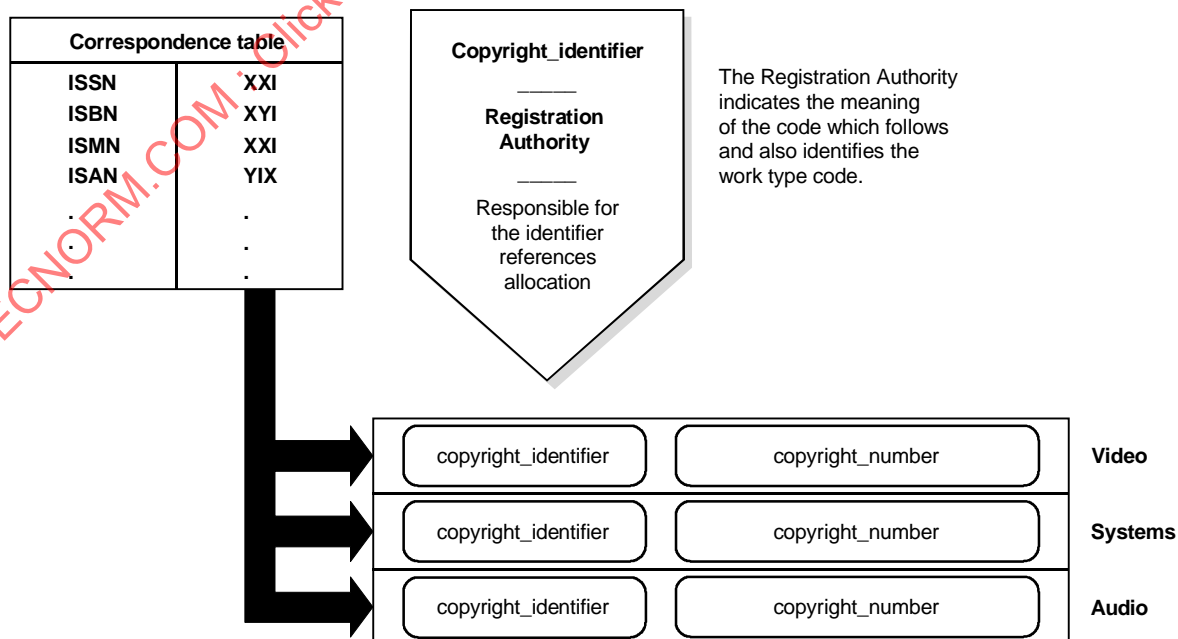 Correspondence table
ISSN XXI
ISBN XYI
ISMN XXI
ISAN YIX
. .
. .
. .
Copyright_identifier
_____
Registration
Authority
_____
Responsible for
the identifier
references
allocation
The Registration Authority
indicates the meaning
of the code which follows
and also identifies the
work type code.
copyright_identifier copyright_number Video
copyright_identifier copyright_number Systems
copyright_identifier copyright_number Audio
ECNORM.COM : Click